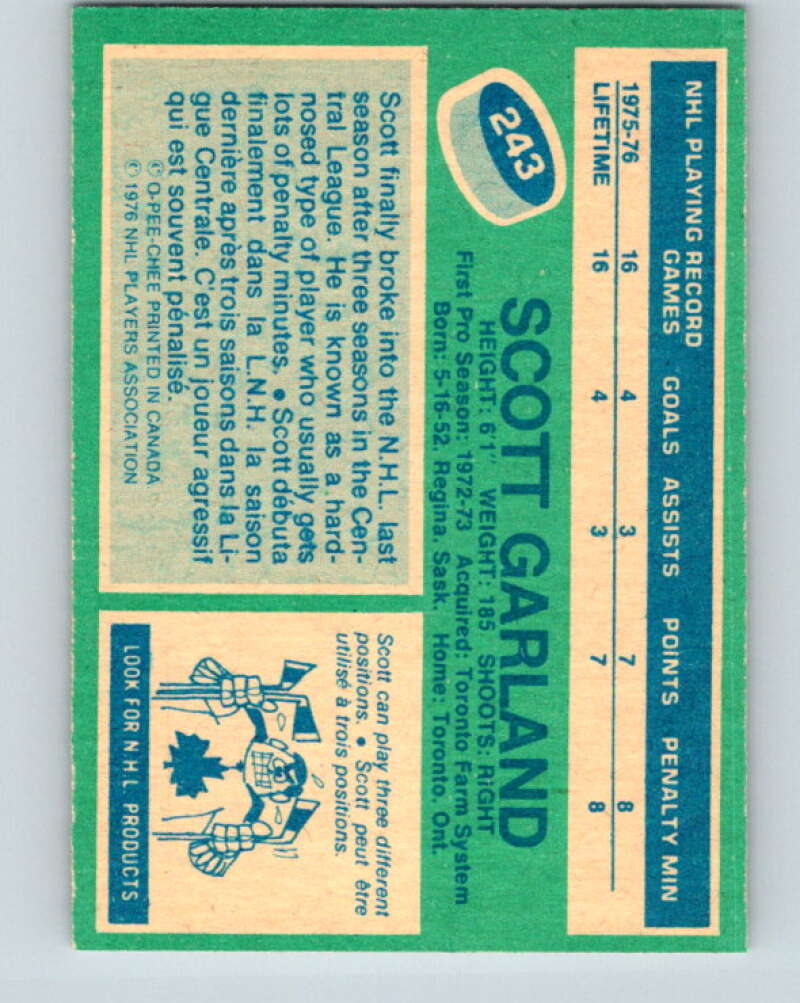 NHL PLAYING RECORD
GAMES GOALS ASSISTS POINTS PENALTY MIN
1975-76 16 4 3 7 8
LIFETIME 16 4 3 7 8
243
SCOTT GARLAND
HEIGHT: 6'1" WEIGHT: 185 SHOOTS: RIGHT
First Pro Season: 1972-73 Acquired: Toronto Farm System
Born: 5-16-52. Regina. Sask. Home: Toronto. Ont.
Scott finally broke into the N.H.L. last
season after three seasons in the Cen-
tral League. He is known as a hard-
nosed type of player who usually gets
lots of penalty minutes. • Scott débuta
finalement dans la L.N.H. la saison
dernière après trois saisons dans la Li-
gue Centrale. C'est un joueur agressif
qui est souvent pénalisé.
© O-PEE-CHEE PRINTED IN CANADA
© 1976 NHL PLAYERS ASSOCIATION
Scott can play three different
positions. • Scott peut être
utilisé à trois positions.
LOOK FOR N.H.L. PRODUCTS